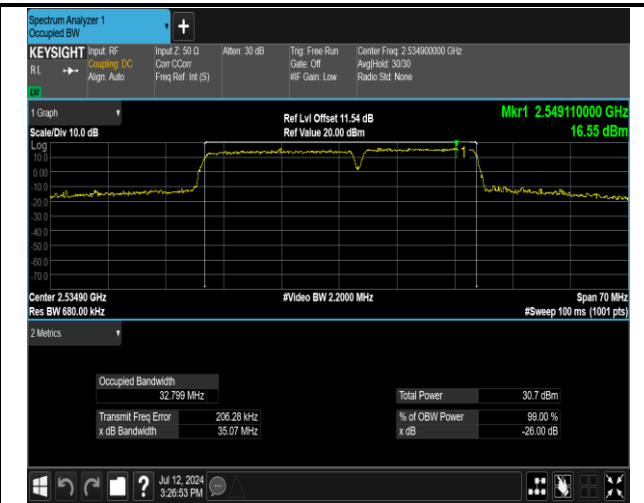 Spectrum Analyzer 1
Occupied BW
KEYSIGHT Input: RF Input Z: 50 Ω Atten: 30 dB Trig: Free Run Center Freq: 2.534900000 GHz
RL Coupling: DC Corr CCorr Gate: Off Avg|Hold: 30/30
Align: Auto Freq Ref: Int (S) #IF Gain: Low Radio Std: None
1 Graph Ref Lvl Offset 11.54 dB Mkr1 2.549110000 GHz
Scale/Div 10.0 dB Ref Value 20.00 dBm 16.55 dBm
Log
10.0
0.00
-10.0
-20.0
-30.0
-40.0
-50.0
-60.0
-70.0
1
Center 2.53490 GHz #Video BW 2.2000 MHz Span 70 MHz
Res BW 680.00 kHz #Sweep 100 ms (1001 pts)
2 Metrics
Occupied Bandwidth
32.799 MHz Total Power 30.7 dBm
Transmit Freq Error 206.28 kHz % of OBW Power 99.00 %
x dB Bandwidth 35.07 MHz x dB -26.00 dB
? Jul 12, 2024
3:26:53 PM